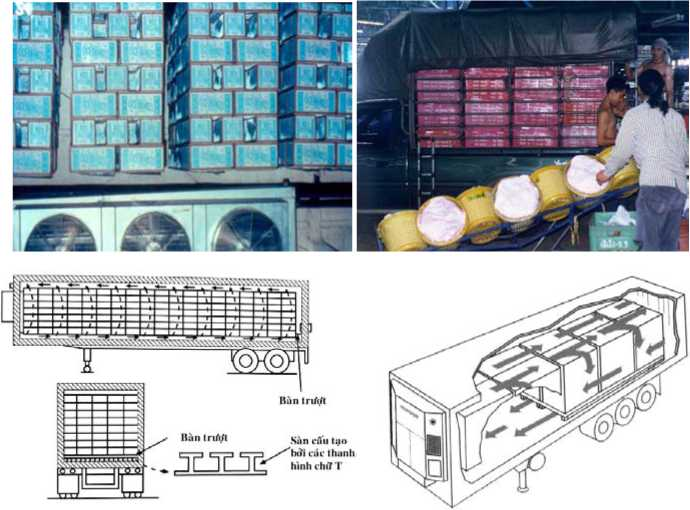 Bàn trượt
Bàn trượt
Sàn cấu tạo
bởi các thanh
hình chữ T